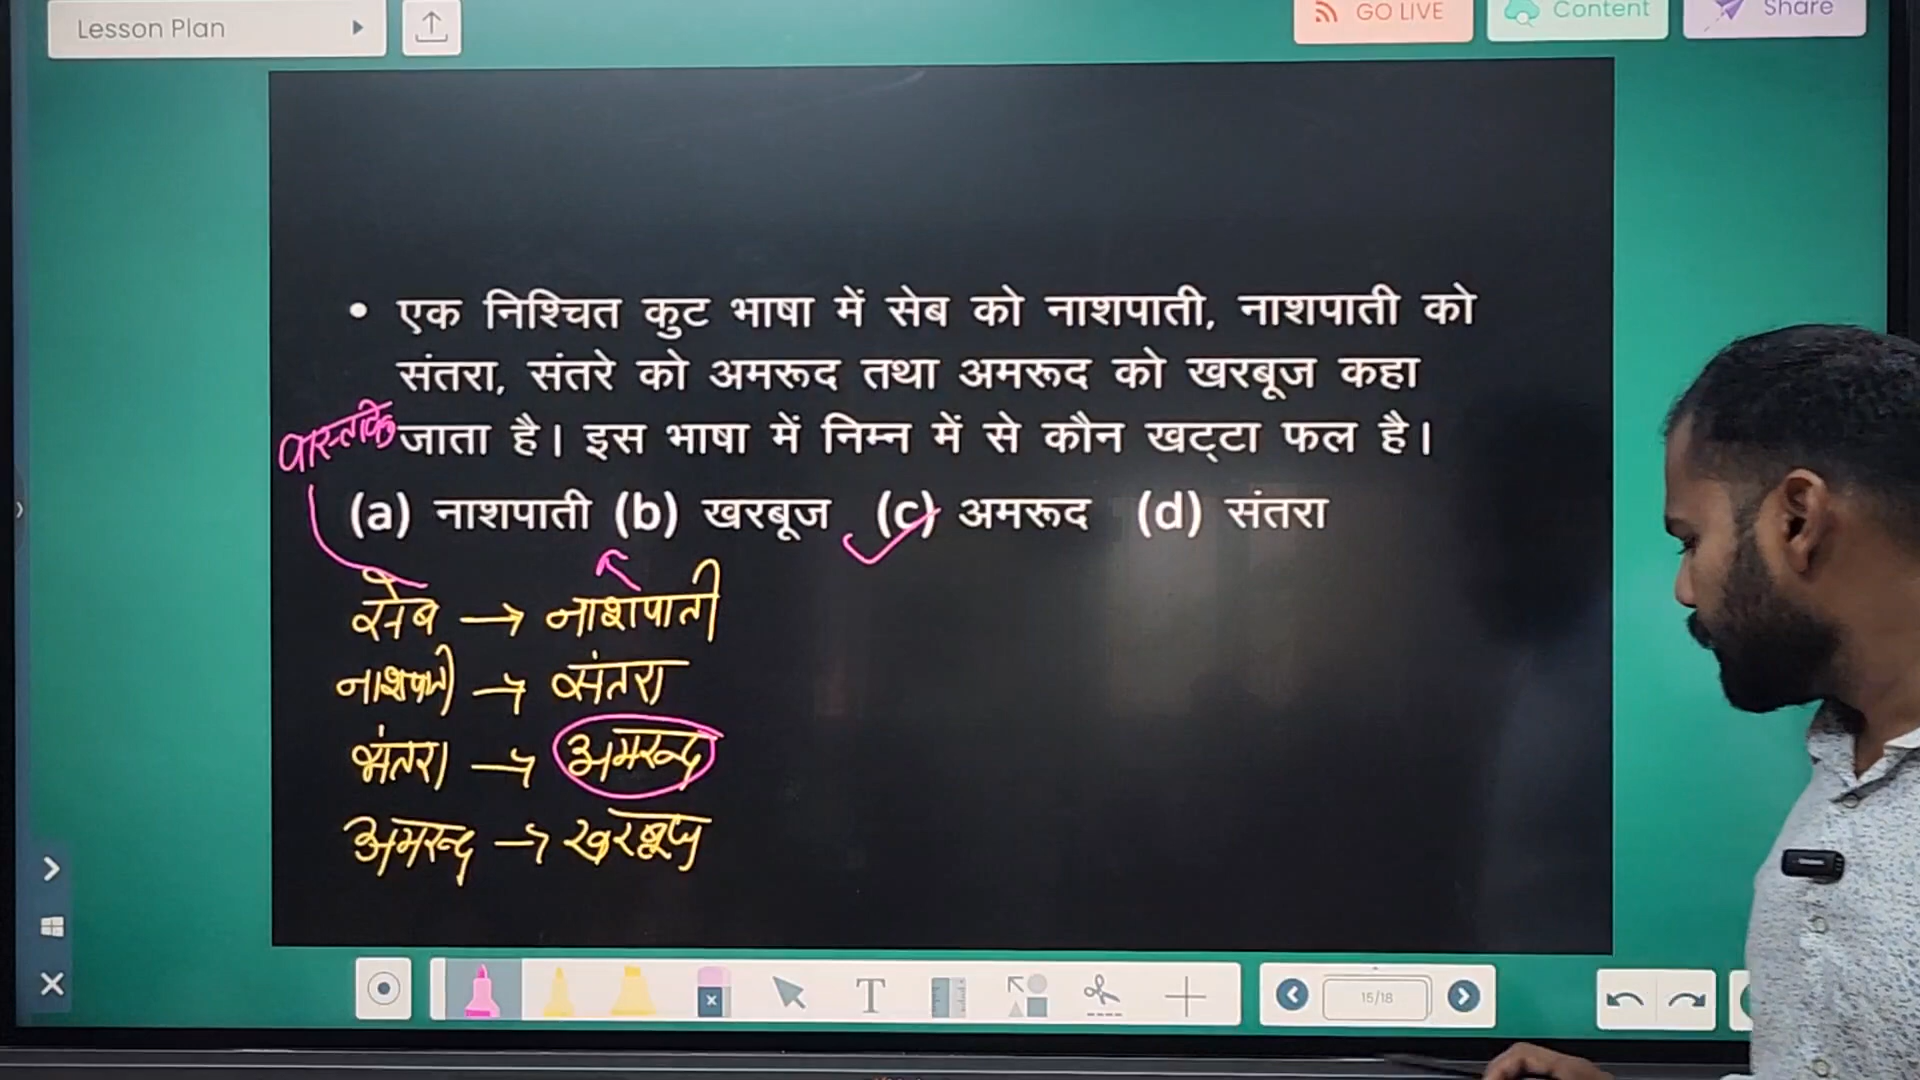 Lesson Plan
GO LIVE
Content
Share
• एक निश्चित कुट भाषा में सेब को नाशपाती, नाशपाती को
संतरा, संतरे को अमरूद तथा अमरूद को खरबूज कहा
जाता है। इस भाषा में निम्न में से कौन खट्टा फल है।
वास्तविक
(a) नाशपाती (b) खरबूज (c) अमरूद (d) संतरा
सेब → नाशपाती
नाशपाती → संतरा
संतरा → अमरूद
अमरूद → खरबूज
T
15/18